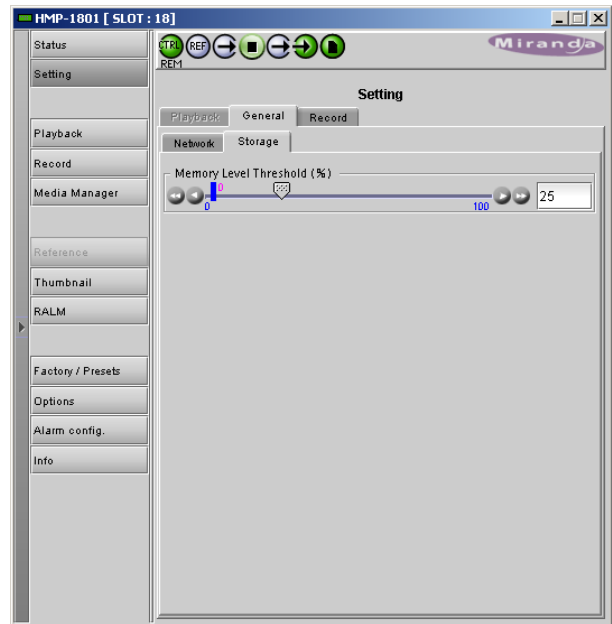 HMP-1801 [ SLOT : 18]
Status
Setting
Playback
Record
Media Manager
Reference
Thumbnail
RALM
Factory / Presets
Options
Alarm config.
Info
CTRL REF
REM
Miranda
Setting
Playback General Record
Network Storage
Memory Level Threshold (%)
0
0 100
25